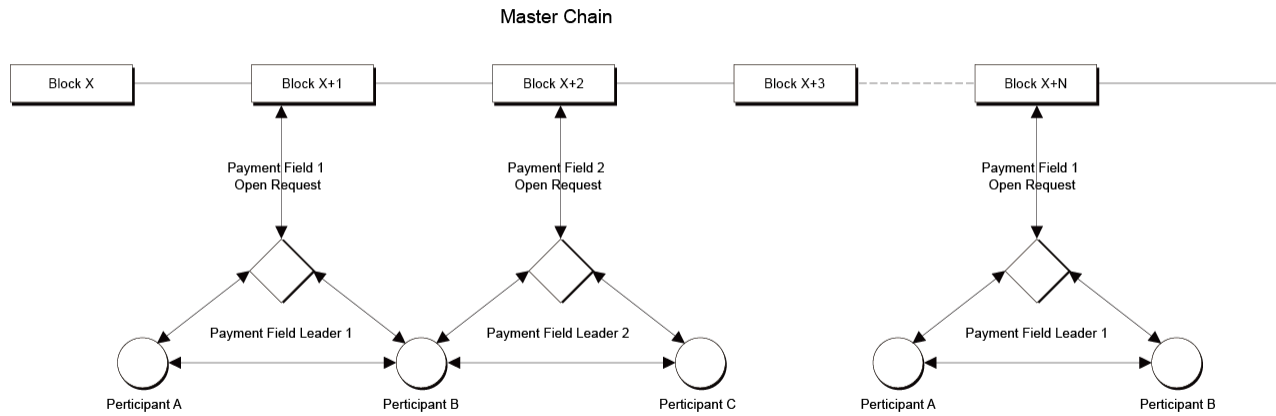 Master Chain
Block X
Block X+1
Block X+2
Block X+3
Block X+N
Payment Field 1
Open Request
Payment Field 2
Open Request
Payment Field 1
Open Request
Payment Field Leader 1
Payment Field Leader 2
Payment Field Leader 1
Perticipant A
Perticipant B
Perticipant C
Perticipant A
Perticipant B